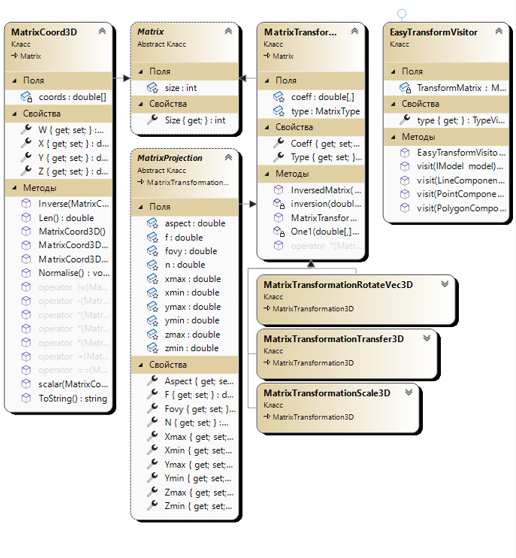 MatrixCoord3D
Класс
Matrix
Поля
coords : double[]
Свойства
W { get; set; } :...
X { get; set; } : d...
Y { get; set; } : d...
Z { get; set; } : d...
Методы
Inverse(MatrixC...
Len() : double
MatrixCoord3D()
MatrixCoord3D...
MatrixCoord3D...
Normalise() : vo...
operator !=(Ma...
operator -(Matr...
operator *(Matr...
operator *(Matr...
operator +(Matr...
operator ==(Ma...
scalar(MatrixCo...
ToString() : string
Matrix
Abstract Класс
Поля
size : int
Свойства
Size { get; } : int
MatrixProjection
Abstract Класс
MatrixTransformation...
Поля
aspect : double
f : double
fovy : double
n : double
xmax : double
xmin : double
ymax : double
ymin : double
zmax : double
zmin : double
Свойства
Aspect { get; se...
F { get; set; } : d...
Fovy { get; set;...
N { get; set; } :...
Xmax { get; set;...
Xmin { get; set;...
Ymax { get; set;...
Ymin { get; set;...
Zmax { get; set;...
Zmin { get; set;...
MatrixTransfor...
Класс
Matrix
Поля
coeff : double[,]
type : MatrixType
Свойства
Coeff { get; set;...
Type { get; set;...
Методы
InversedMatrix(...
inversion(doubl...
MatrixTransfor...
One1(double[,]...
operator *(Matr...
MatrixTransformationRotateVec3D
Класс
MatrixTransformation3D
MatrixTransformationTransfer3D
Класс
MatrixTransformation3D
MatrixTransformationScale3D
Класс
MatrixTransformation3D
EasyTransformVisitor
Класс
Поля
TransformMatrix : M...
Свойства
type { get; } : TypeVi...
Методы
EasyTransformVisito...
visit(IModel model)...
visit(LineComponen...
visit(PointCompone...
visit(PolygonCompo...